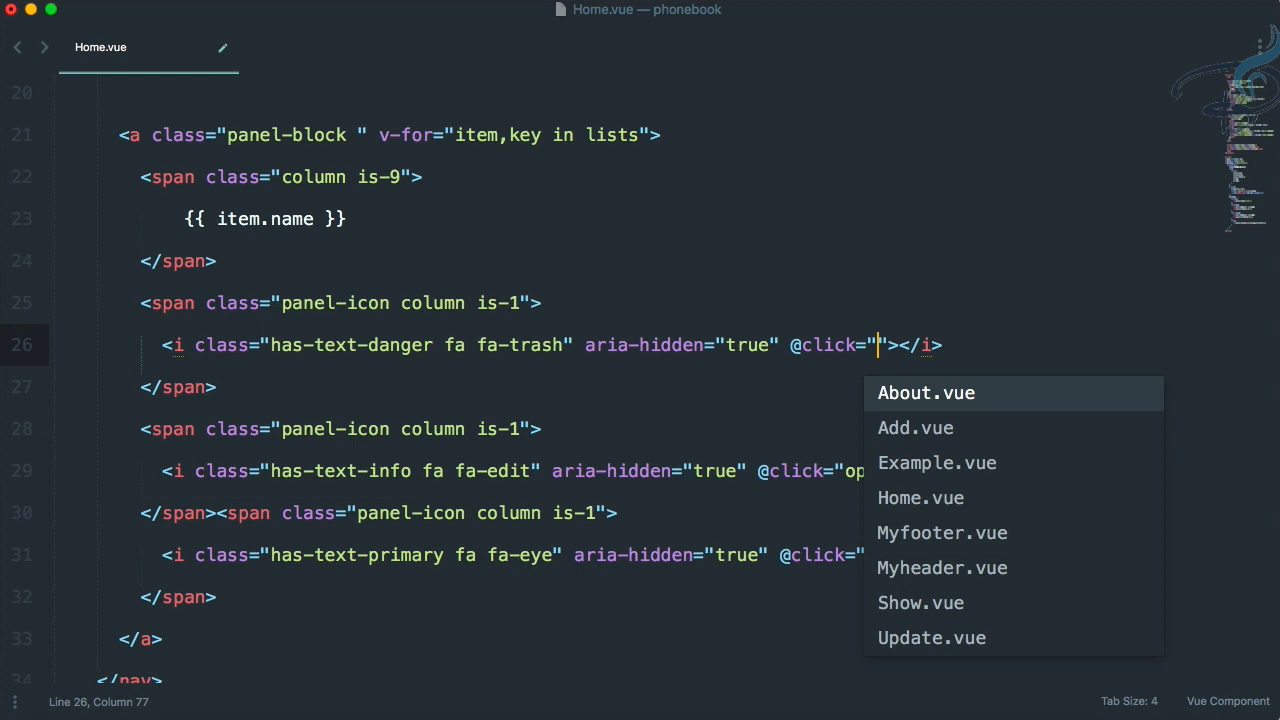 Home.vue — phonebook
Home.vue
20
21 <a class="panel-block " v-for="item,key in lists">
22 <span class="column is-9">
23 {{ item.name }}
24 </span>
25 <span class="panel-icon column is-1">
26 <i class="has-text-danger fa fa-trash" aria-hidden="true" @click=""></i>
27 </span>
28 <span class="panel-icon column is-1">
29 <i class="has-text-info fa fa-edit" aria-hidden="true" @click="op
30 </span><span class="panel-icon column is-1">
31 <i class="has-text-primary fa fa-eye" aria-hidden="true" @click="
32 </span>
33 </a>
34 </nav>
About.vue
Add.vue
Example.vue
Home.vue
Myfooter.vue
Myheader.vue
Show.vue
Update.vue
Line 26, Column 77
Tab Size: 4
Vue Component